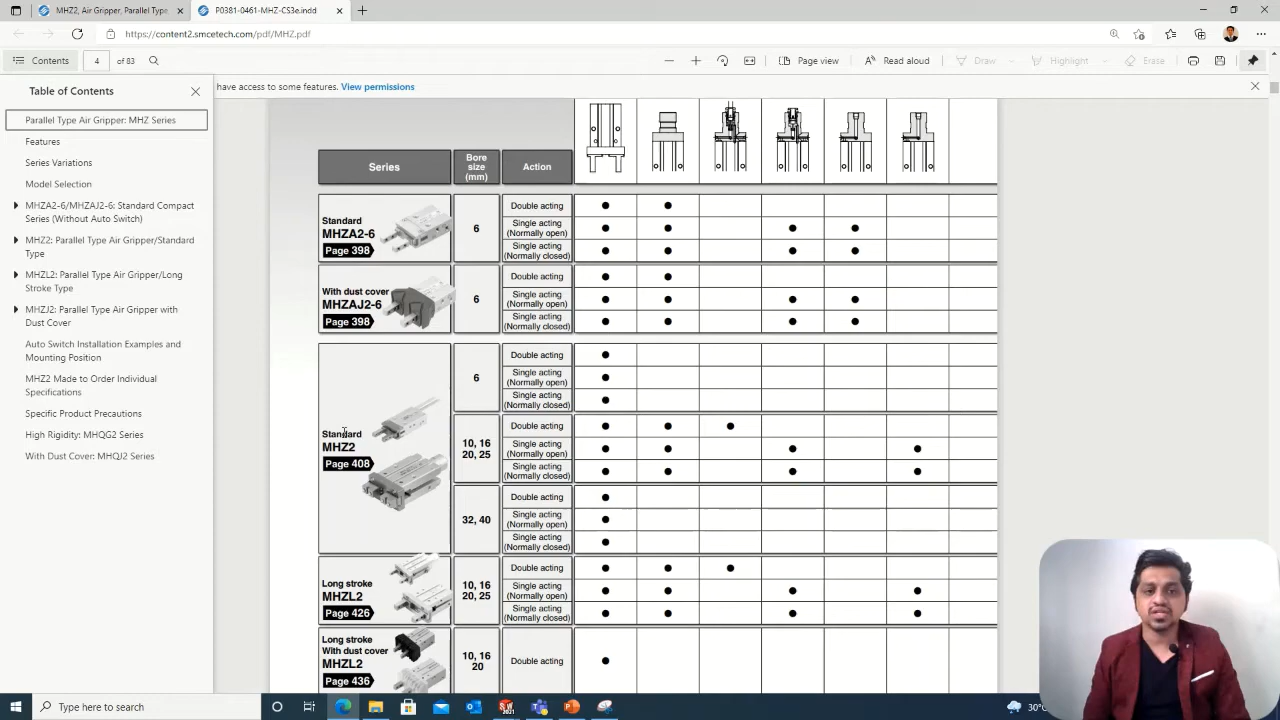 MHZ2, Air Gripper, Parallel Type
P0381-0461-MHZ-CS3e.indd
https://content2.smcetech.com/pdf/MHZ.pdf
Contents
4
of 83
Page view
Read aloud
Draw
Highlight
Erase
Table of Contents
have access to some features. View permissions
Parallel Type Air Gripper: MHZ Series
Features
Series Variations
Model Selection
MHZA2-6/MHZAJ2-6: Standard Compact
Series (Without Auto Switch)
MHZ2: Parallel Type Air Gripper/Standard
Type
MHZL2: Parallel Type Air Gripper/Long
Stroke Type
MHZJ2: Parallel Type Air Gripper with
Dust Cover
Auto Switch Installation Examples and
Mounting Position
MHZ2 Made to Order Individual
Specifications
Specific Product Precautions
High Rigidity: MHQG2 Series
With Dust Cover: MHQJ2 Series
Series
Bore
size
(mm)
Action
Standard
MHZA2-6
Page 398
6
Double acting
Single acting
(Normally open)
Single acting
(Normally closed)
With dust cover
MHZAJ2-6
Page 398
6
Double acting
Single acting
(Normally open)
Single acting
(Normally closed)
Standard
MHZ2
Page 408
6
Double acting
Single acting
(Normally open)
Single acting
(Normally closed)
10, 16
20, 25
Double acting
Single acting
(Normally open)
Single acting
(Normally closed)
32, 40
Double acting
Single acting
(Normally open)
Single acting
(Normally closed)
Long stroke
MHZL2
Page 426
10, 16
20, 25
Double acting
Single acting
(Normally open)
Single acting
(Normally closed)
Long stroke
With dust cover
MHZL2
Page 436
10, 16
20
Double acting
Type here to search
30°